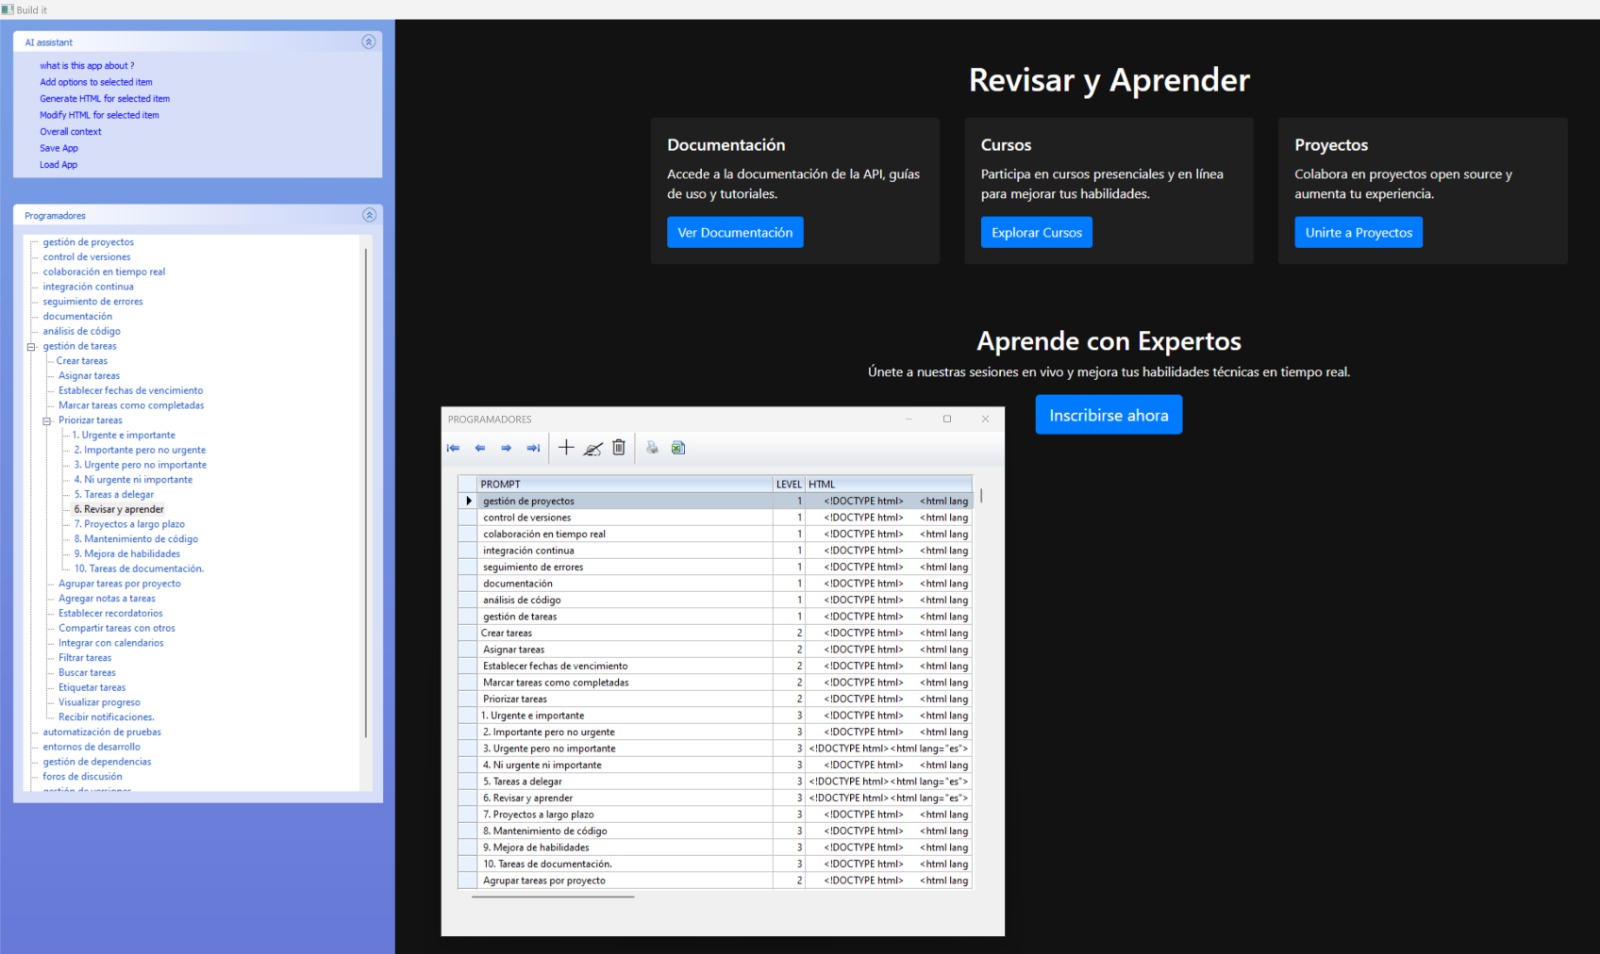 Build it
AI assistant
what is this app about ?
Add options to selected item
Generate HTML for selected item
Modify HTML for selected item
Overall context
Save App
Load App
Programadores
gestión de proyectos
control de versiones
colaboración en tiempo real
integración continua
seguimiento de errores
documentación
análisis de código
gestión de tareas
Crear tareas
Asignar tareas
Establecer fechas de vencimiento
Marcar tareas como completadas
Priorizar tareas
1. Urgente e importante
2. Importante pero no urgente
3. Urgente pero no importante
4. Ni urgente ni importante
5. Tareas a delegar
6. Revisar y aprender
7. Proyectos a largo plazo
8. Mantenimiento de código
9. Mejora de habilidades
10. Tareas de documentación.
Agrupar tareas por proyecto
Agregar notas a tareas
Establecer recordatorios
Compartir tareas con otros
Integrar con calendarios
Filtrar tareas
Buscar tareas
Etiquetar tareas
Visualizar progreso
Recibir notificaciones.
automatización de pruebas
entornos de desarrollo
gestión de dependencias
foros de discusión
gestión de versiones
Revisar y Aprender
Documentación
Accede a la documentación de la API, guías
de uso y tutoriales.
Ver Documentación
Cursos
Participa en cursos presenciales y en línea
para mejorar tus habilidades.
Explorar Cursos
Proyectos
Colabora en proyectos open source y
aumenta tu experiencia.
Unirte a Proyectos
Aprende con Expertos
Únete a nuestras sesiones en vivo y mejora tus habilidades técnicas en tiempo real.
Inscribirse ahora
PROGRAMADORES
PROMPT LEVEL HTML
gestión de proyectos 1 <!DOCTYPE html> <html lang
control de versiones 1 <!DOCTYPE html> <html lang
colaboración en tiempo real 1 <!DOCTYPE html> <html lang
integración continua 1 <!DOCTYPE html> <html lang
seguimiento de errores 1 <!DOCTYPE html> <html lang
documentación 1 <!DOCTYPE html> <html lang
análisis de código 1 <!DOCTYPE html> <html lang
gestión de tareas 1 <!DOCTYPE html> <html lang
Crear tareas 2 <!DOCTYPE html> <html lang
Asignar tareas 2 <!DOCTYPE html> <html lang
Establecer fechas de vencimiento 2 <!DOCTYPE html> <html lang
Marcar tareas como completadas 2 <!DOCTYPE html> <html lang
Priorizar tareas 2 <!DOCTYPE html> <html lang
1. Urgente e importante 3 <!DOCTYPE html> <html lang
2. Importante pero no urgente 3 <!DOCTYPE html> <html lang
3. Urgente pero no importante 3 <!DOCTYPE html><html lang="es">
4. Ni urgente ni importante 3 <!DOCTYPE html> <html lang
5. Tareas a delegar 3 <!DOCTYPE html><html lang="es">
6. Revisar y aprender 3 <!DOCTYPE html><html lang="es">
7. Proyectos a largo plazo 3 <!DOCTYPE html> <html lang
8. Mantenimiento de código 3 <!DOCTYPE html> <html lang
9. Mejora de habilidades 3 <!DOCTYPE html> <html lang
10. Tareas de documentación. 3 <!DOCTYPE html> <html lang
Agrupar tareas por proyecto 2 <!DOCTYPE html> <html lang